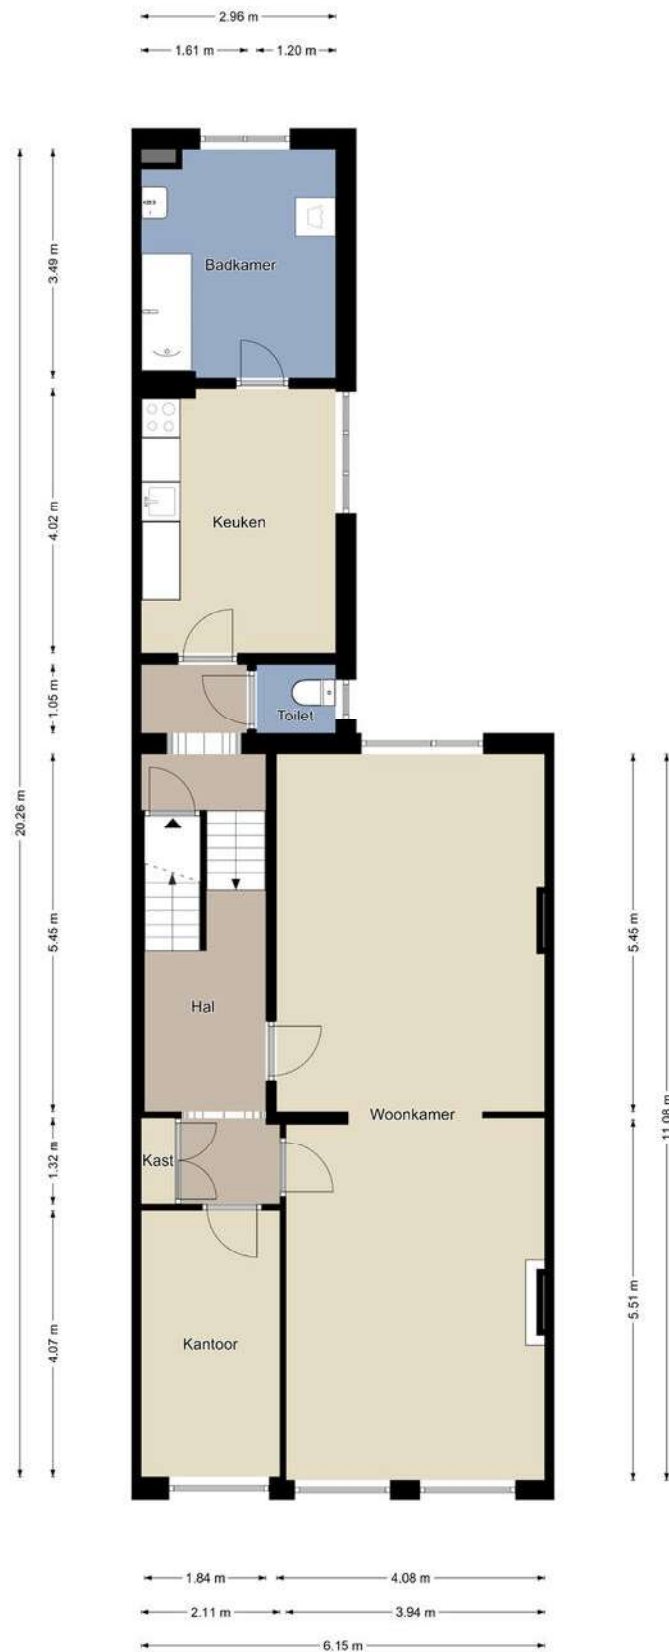 2.96 m
1.61 m
1.20 m
Badkamer
3.49 m
Keuken
4.02 m
Toilet
1.05 m
20.26 m
5.45 m
5.45 m
Hal
Woonkamer
11.08 m
Kast
1.32 m
5.51 m
Kantoor
4.07 m
1.84 m
4.08 m
2.11 m
3.94 m
6.15 m